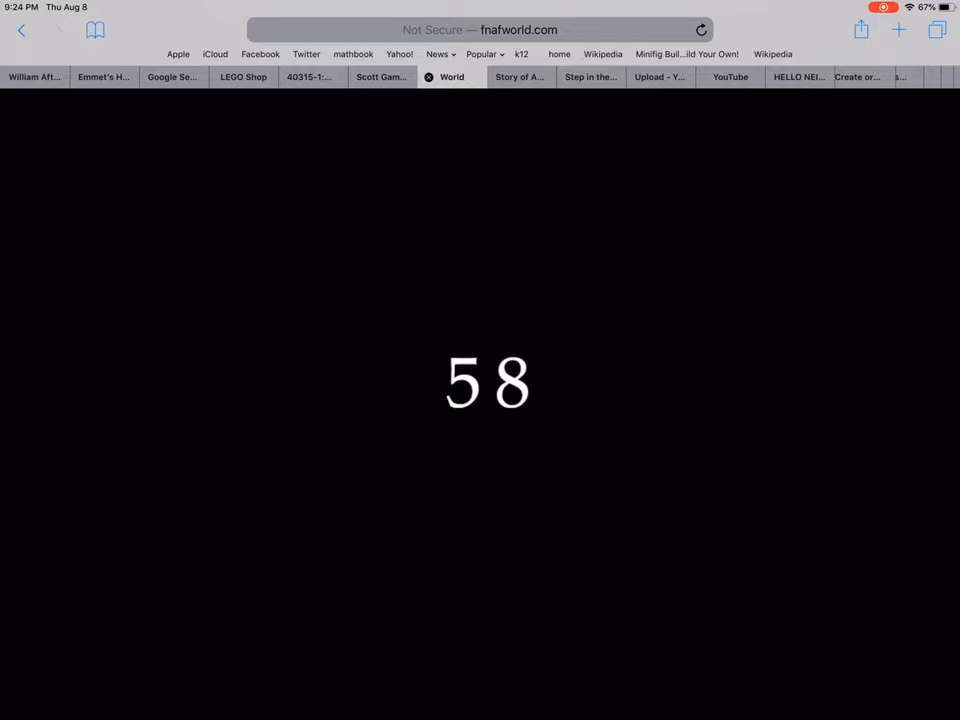 9:24 PM Thu Aug 8 67%
Not Secure — fnafworld.com
Apple iCloud Facebook Twitter mathbook Yahoo! News Popular k12 home Wikipedia Minifig Buil...ild Your Own! Wikipedia
William Aft... Emmet's H... Google Se... LEGO Shop 40315-1:... Scott Gam... World Story of A... Step in the... Upload - Y... YouTube HELLO NEI... Create or... s...
5 8